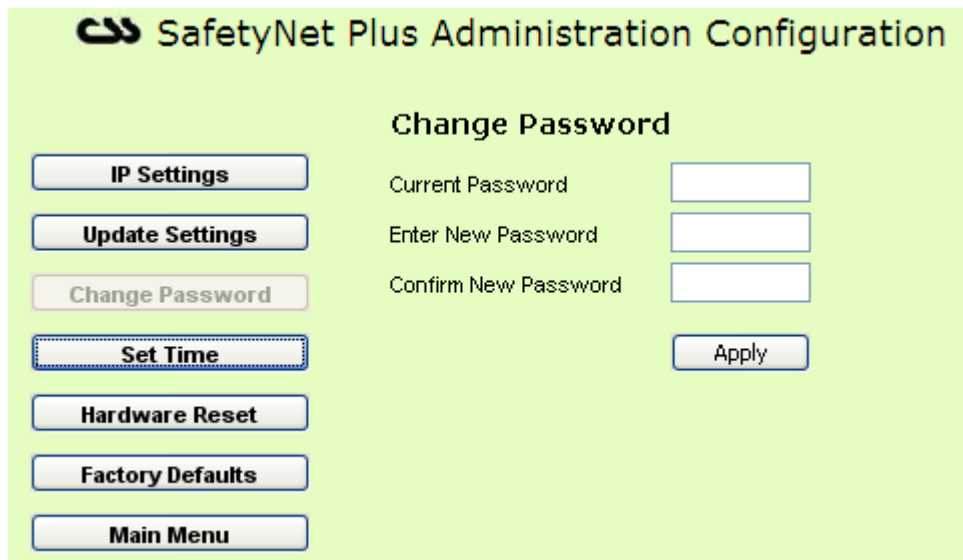 CSS SafetyNet Plus Administration Configuration
Change Password
IP Settings
Update Settings
Change Password
Set Time
Hardware Reset
Factory Defaults
Main Menu
Current Password
Enter New Password
Confirm New Password
Apply